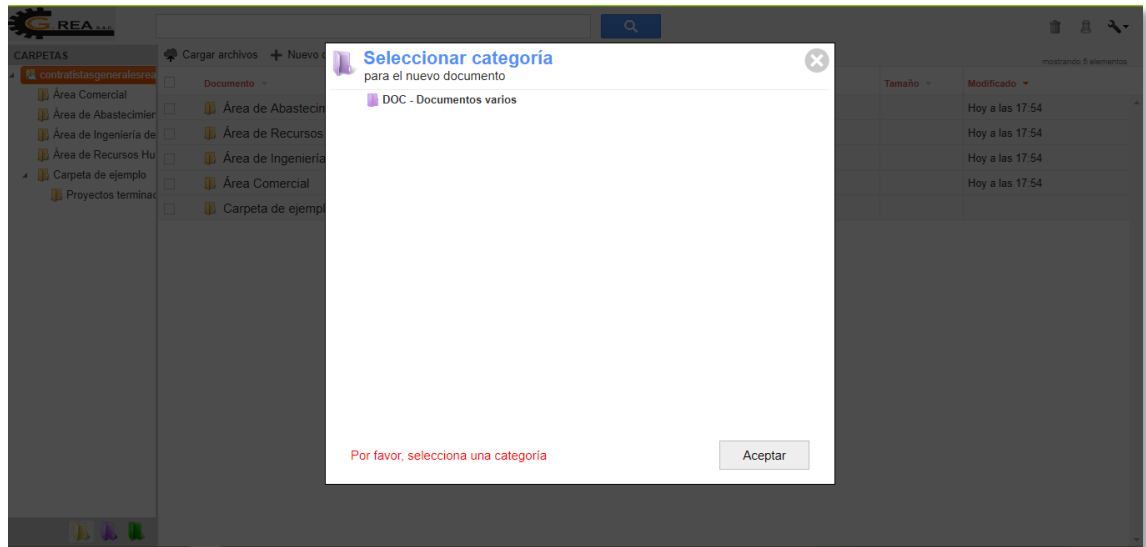 GREA S.A.C.
CARPETAS
contratistasgeneralesrea
Área Comercial
Área de Abastecimier
Área de Ingeniería de
Área de Recursos Hu
Carpeta de ejemplo
Proyectos terminac
Cargar archivos + Nuevo d
mostrando 5 elementos
Documento Tamaño Modificado
Área de Abastecin Hoy a las 17:54
Área de Recursos Hoy a las 17:54
Área de Ingeniería Hoy a las 17:54
Área Comercial Hoy a las 17:54
Carpeta de ejempl
Seleccionar categoría
para el nuevo documento
DOC - Documentos varios
Por favor, selecciona una categoría
Aceptar